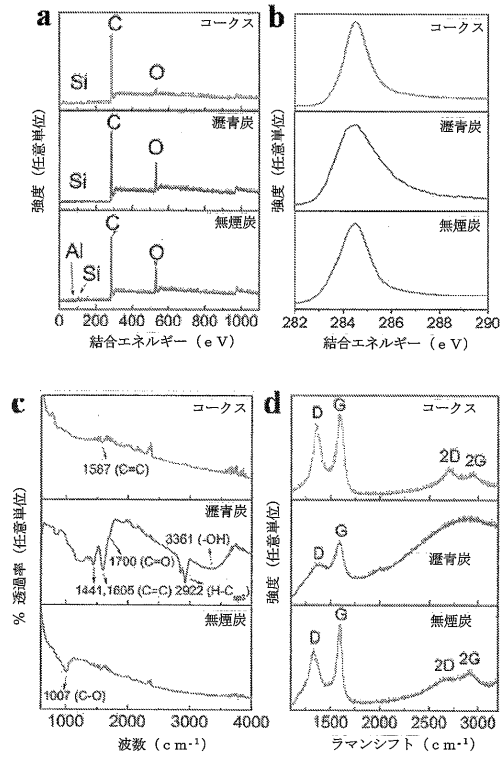 a
C
コークス
Si
O
C
瀝青炭
Si
O
C
無煙炭
Al
Si
O
強度 (任意単位)
0 200 400 600 800 1000
結合エネルギー (eV)
b
コークス
瀝青炭
無煙炭
強度 (任意単位)
282 284 286 288 290
結合エネルギー (eV)
c
コークス
1587 (C=C)
瀝青炭
3361 (-OH)
1700 (C=O)
1441,1605 (C=C) 2922
無煙炭
1007 (C-O)
% 透過率 (任意単位)
1000 2000 3000 4000
波数 (cm-1)
d
コークス
D
G
2D
2G
瀝青炭
D
G
無煙炭
D
G
2D
2G
強度 (任意単位)
1500 2000 2500 3000
ラマンシフト (cm-1)